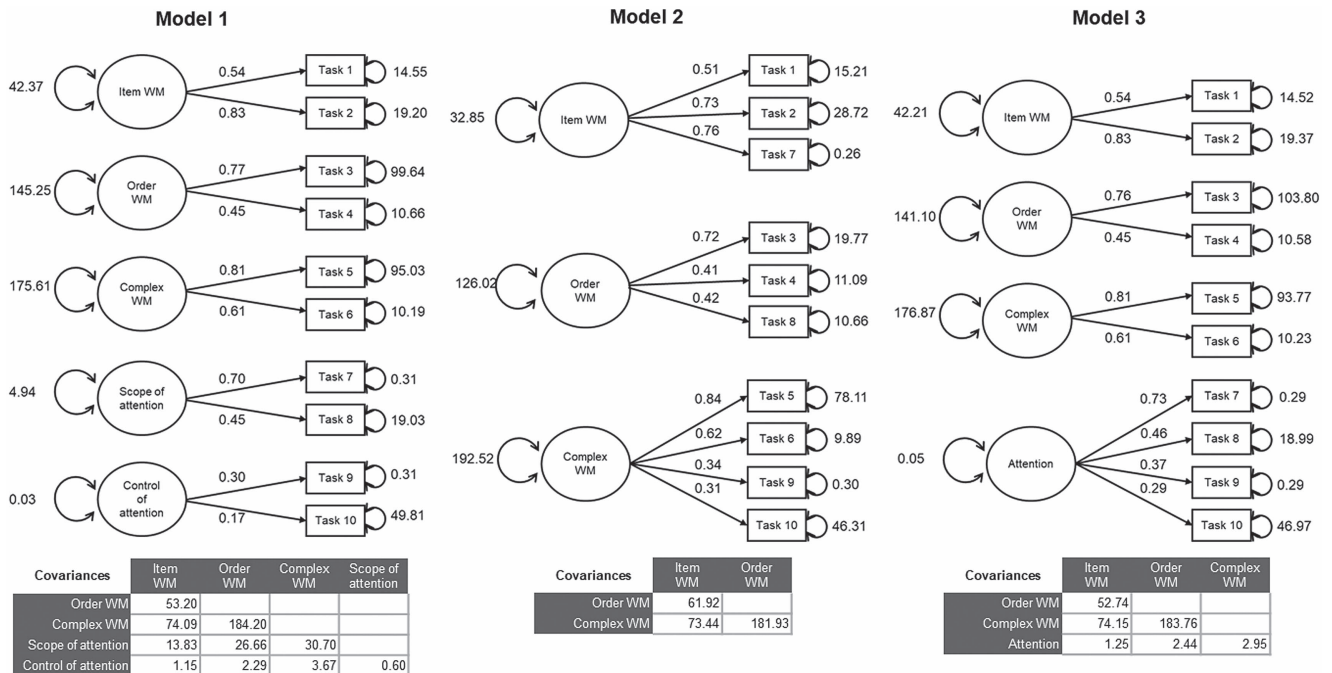 Model 1
42.37
Item WM
0.54
0.83
Task 1
14.55
Task 2
19.20
145.25
Order
WM
0.77
0.45
Task 3
99.64
Task 4
10.66
175.61
Complex
WM
0.81
0.61
Task 5
95.03
Task 6
10.19
4.94
Scope of
attention
0.70
0.45
Task 7
0.31
Task 8
19.03
0.03
Control
of
attention
0.30
0.17
Task 9
0.31
Task 10
49.81
Covariances Item WM Order WM Complex WM Scope of attention
Order WM 53.20
Complex WM 74.09 184.20
Scope of attention 13.83 26.66 30.70
Control of attention 1.15 2.29 3.67 0.60
Model 2
32.85
Item WM
0.51
0.73
0.76
Task 1
15.21
Task 2
28.72
Task 7
0.26
126.02
Order
WM
0.72
0.41
0.42
Task 3
19.77
Task 4
11.09
Task 8
10.66
192.52
Complex
WM
0.84
0.62
0.34
0.31
Task 5
78.11
Task 6
9.89
Task 9
0.30
Task 10
46.31
Covariances Item WM Order WM
Order WM 61.92
Complex WM 73.44 181.93
Model 3
42.21
Item WM
0.54
0.83
Task 1
14.52
Task 2
19.37
141.10
Order
WM
0.76
0.45
Task 3
103.80
Task 4
10.58
176.87
Complex
WM
0.81
0.61
Task 5
93.77
Task 6
10.23
0.05
Attention
0.73
0.46
0.37
0.29
Task 7
0.29
Task 8
18.99
Task 9
0.29
Task 10
46.97
Covariances Item WM Order WM Complex WM
Order WM 52.74
Complex WM 74.15 183.76
Attention 1.25 2.44 2.95